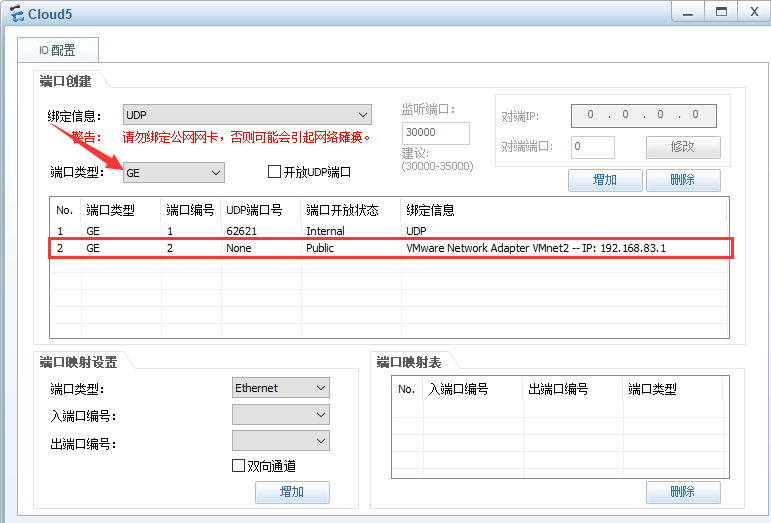 Cloud5
IO 配置
端口创建
绑定信息: UDP
警告: 请勿绑定公网网卡，否则可能会引起网络瘫痪。
端口类型: GE
开放UDP端口
监听端口:
30000
建议:
(30000-35000)
对端IP: 0 . 0 . 0 . 0
对端端口: 0 修改
增加 删除
No. 端口类型 端口编号 UDP端口号 端口开放状态 绑定信息
1 GE 1 62621 Internal UDP
2 GE 2 None Public VMware Network Adapter VMnet2 -- IP: 192.168.83.1
端口映射设置
端口类型: Ethernet
入端口编号:
出端口编号:
双向通道
增加
端口映射表
No. 入端口编号 出端口编号 端口类型
删除